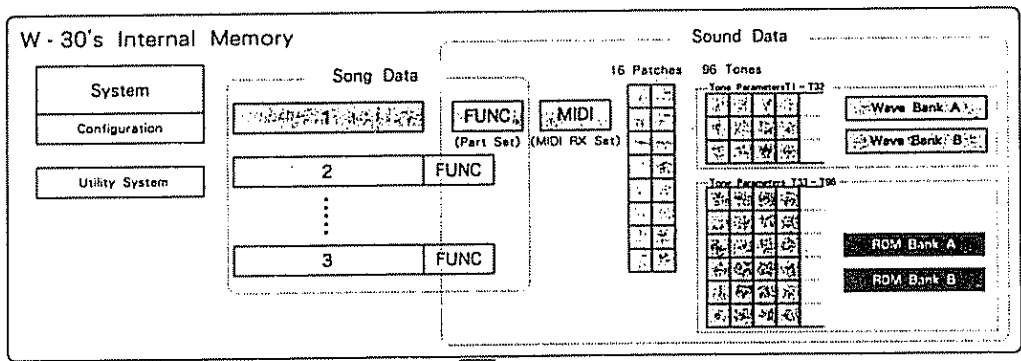 W-30's Internal Memory
Sound Data
System
Configuration
Utility System
Song Data
1
FUNC
(Part Set)
MIDI
(MIDI RX Set)
2
FUNC
3
FUNC
16 Patches
96 Tones
Tone Parameters T1 - T32
Wave Bank A
Wave Bank B
Tone Parameters T33 - T96
ROM Bank A
ROM Bank B